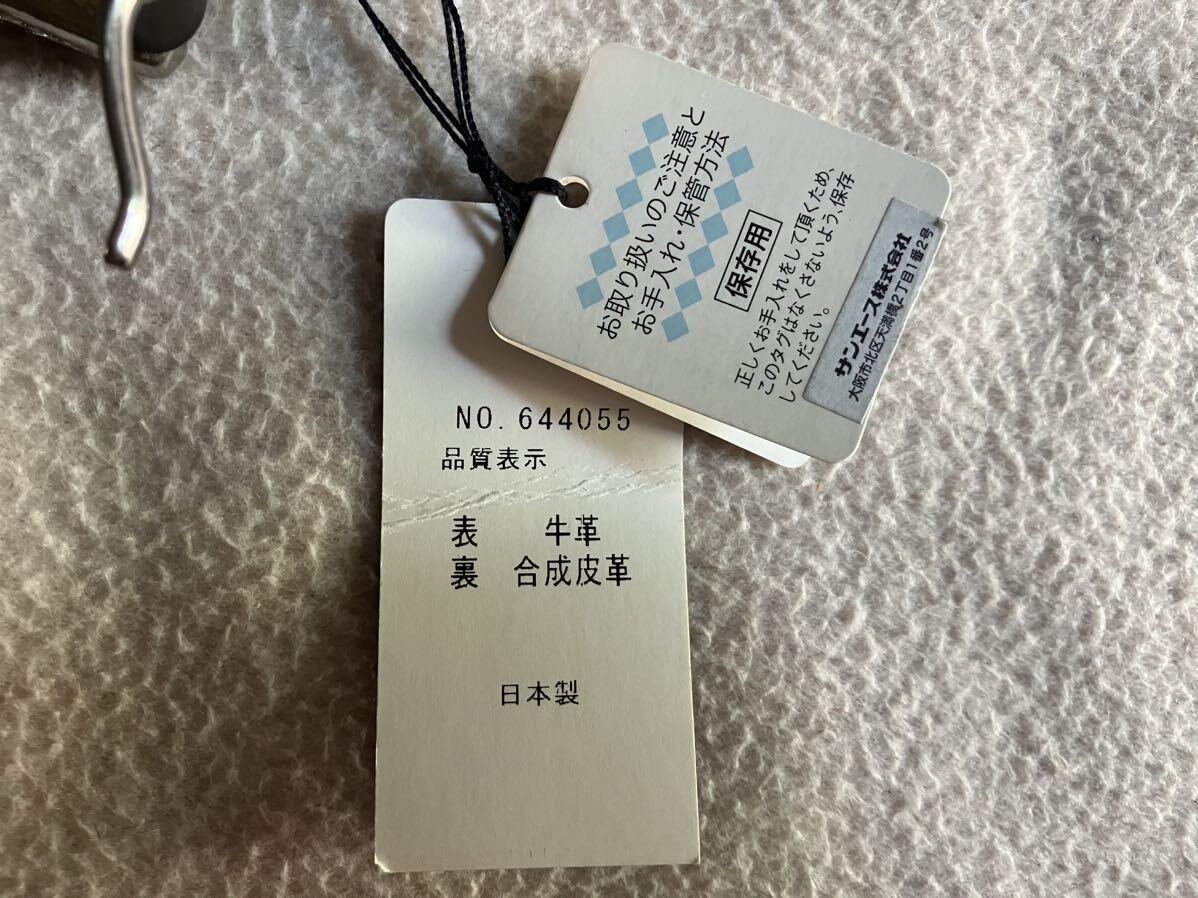 お取り扱いのご注意と
お手入れ・保管方法
保存用
正しくお手入れをして頂くため、
このタグはなくさないよう、保存
してください。
サンエース株式会社
大阪市北区天満橋2丁目1番2号
NO. 644055
品質表示
表 牛革
裏 合成皮革
日本製